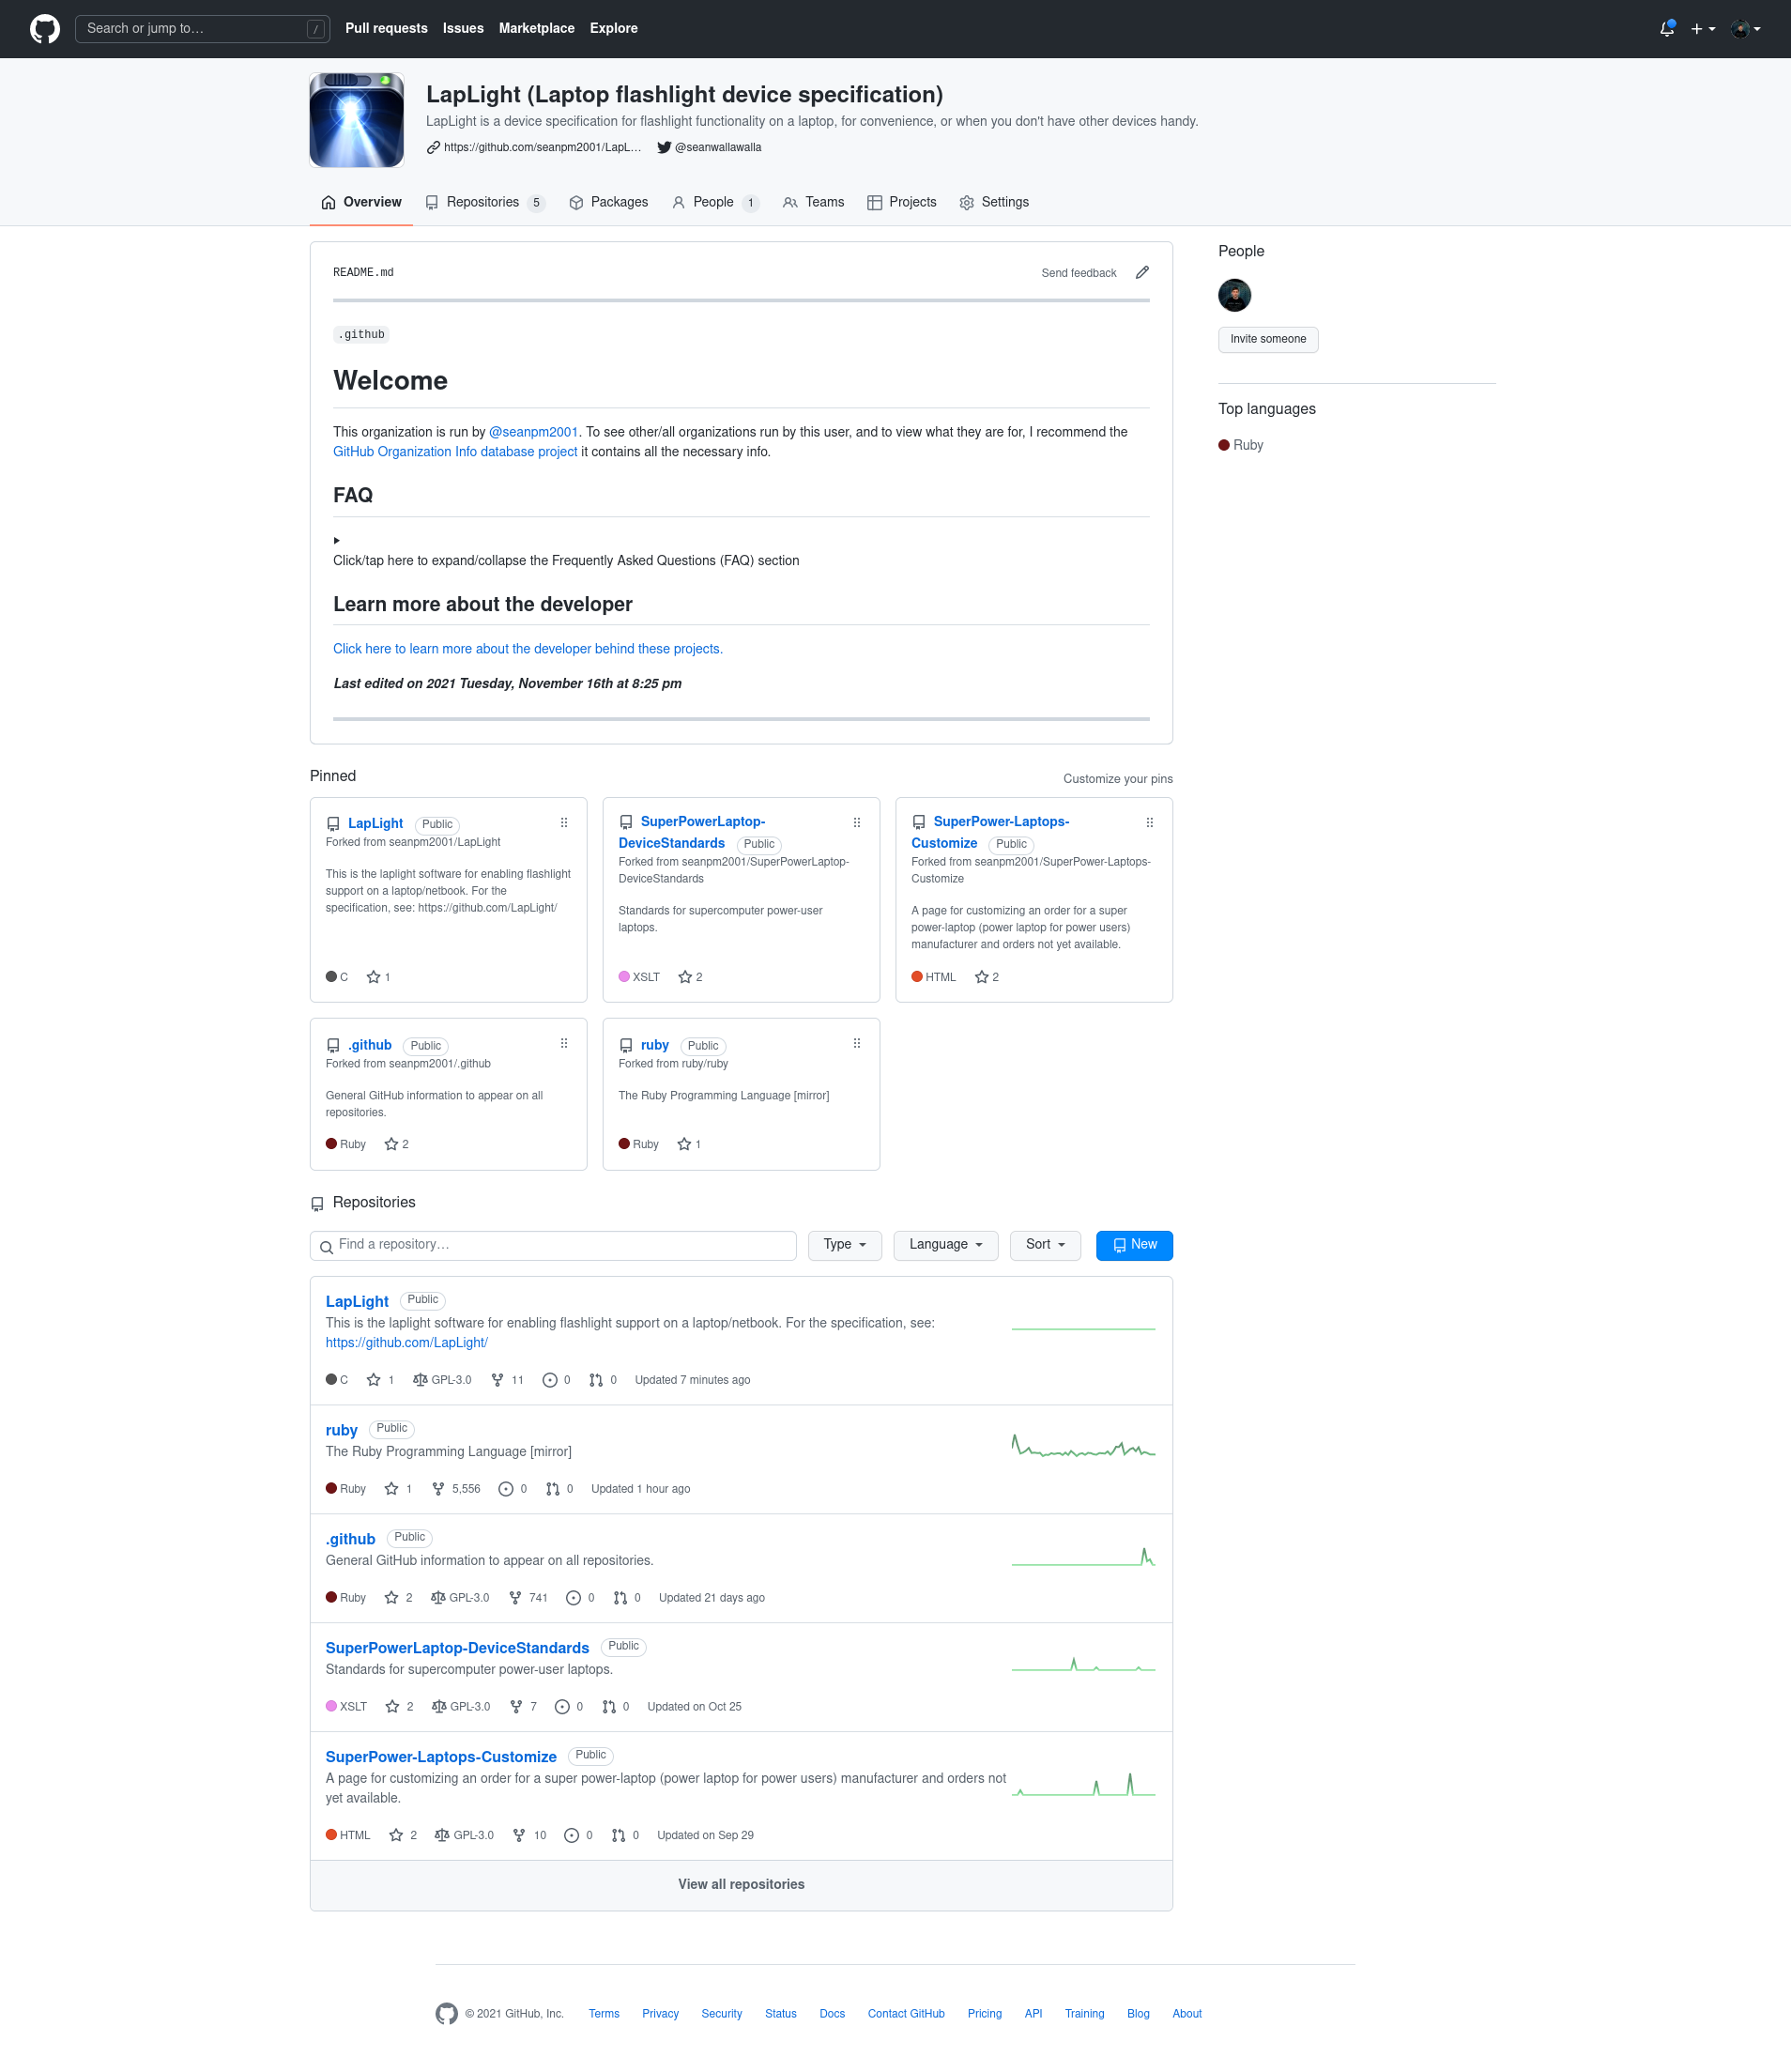 Search or jump to… /
Pull requests Issues Marketplace Explore
LapLight (Laptop flashlight device specification)
LapLight is a device specification for flashlight functionality on a laptop, for convenience, or when you don't have other devices handy.
https://github.com/seanpm2001/LapL… @seanwallawalla
Overview Repositories 5 Packages People 1 Teams Projects Settings
README.md Send feedback
.github
Welcome
This organization is run by @seanpm2001. To see other/all organizations run by this user, and to view what they are for, I recommend the
GitHub Organization Info database project it contains all the necessary info.
FAQ
Click/tap here to expand/collapse the Frequently Asked Questions (FAQ) section
Learn more about the developer
Click here to learn more about the developer behind these projects.
Last edited on 2021 Tuesday, November 16th at 8:25 pm
People
Invite someone
Top languages
Ruby
Pinned Customize your pins
LapLight Public
Forked from seanpm2001/LapLight
This is the laplight software for enabling flashlight
support on a laptop/netbook. For the
specification, see: https://github.com/LapLight/
C 1
SuperPowerLaptop-
DeviceStandards Public
Forked from seanpm2001/SuperPowerLaptop-
DeviceStandards
Standards for supercomputer power-user
laptops.
XSLT 2
SuperPower-Laptops-
Customize Public
Forked from seanpm2001/SuperPower-Laptops-
Customize
A page for customizing an order for a super
power-laptop (power laptop for power users)
manufacturer and orders not yet available.
HTML 2
.github Public
Forked from seanpm2001/.github
General GitHub information to appear on all
repositories.
Ruby 2
ruby Public
Forked from ruby/ruby
The Ruby Programming Language [mirror]
Ruby 1
Repositories
Find a repository… Type Language Sort New
LapLight Public
This is the laplight software for enabling flashlight support on a laptop/netbook. For the specification, see:
https://github.com/LapLight/
C 1 GPL-3.0 11 0 0 Updated 7 minutes ago
ruby Public
The Ruby Programming Language [mirror]
Ruby 1 5,556 0 0 Updated 1 hour ago
.github Public
General GitHub information to appear on all repositories.
Ruby 2 GPL-3.0 741 0 0 Updated 21 days ago
SuperPowerLaptop-DeviceStandards Public
Standards for supercomputer power-user laptops.
XSLT 2 GPL-3.0 7 0 0 Updated on Oct 25
SuperPower-Laptops-Customize Public
A page for customizing an order for a super power-laptop (power laptop for power users) manufacturer and orders not
yet available.
HTML 2 GPL-3.0 10 0 0 Updated on Sep 29
View all repositories
© 2021 GitHub, Inc. Terms Privacy Security Status Docs Contact GitHub Pricing API Training Blog About